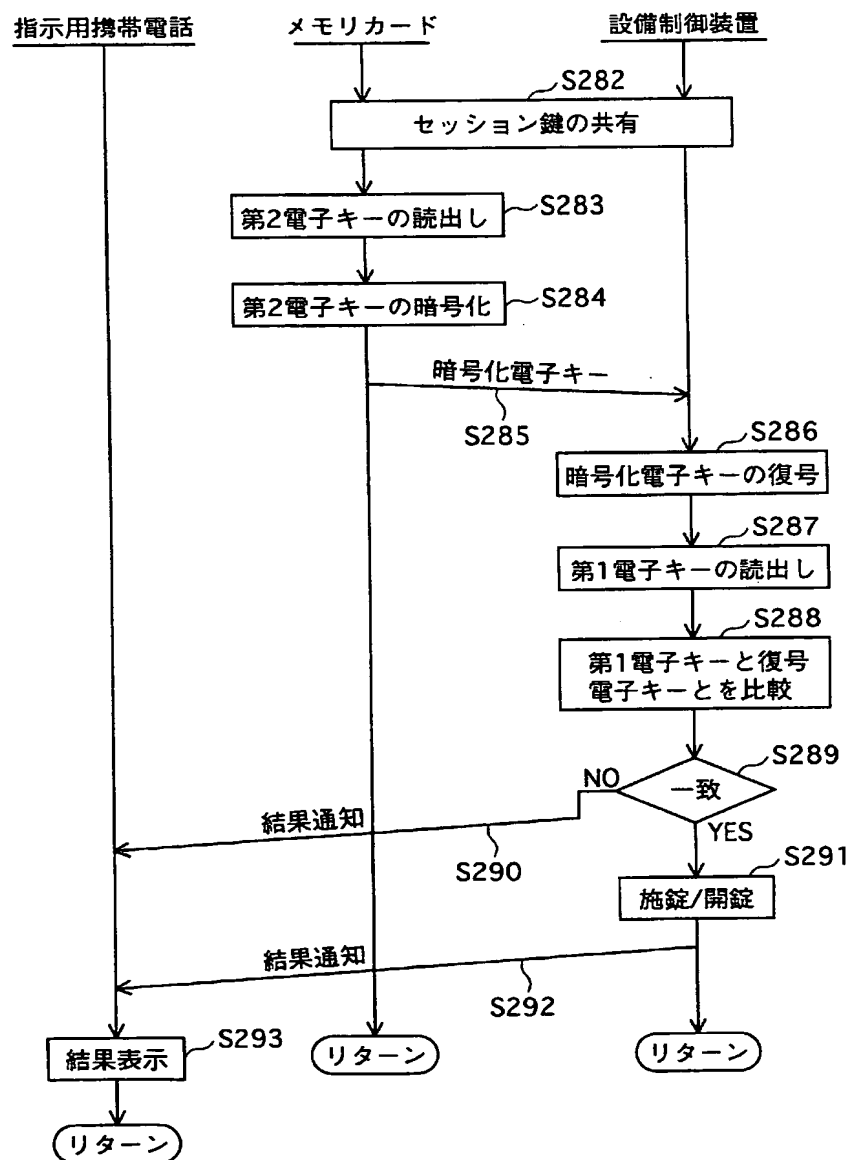 指示用携帯電話
メモリカード
設備制御装置
S282
セッション鍵の共有
第2電子キーの読出し
S283
第2電子キーの暗号化
S284
暗号化電子キー
S285
S286
暗号化電子キーの復号
S287
第1電子キーの読出し
S288
第1電子キーと復号
電子キーとを比較
S289
一致
NO
結果通知
S290
YES
S291
施錠/開錠
結果通知
S292
結果表示
S293
リターン
リターン
リターン